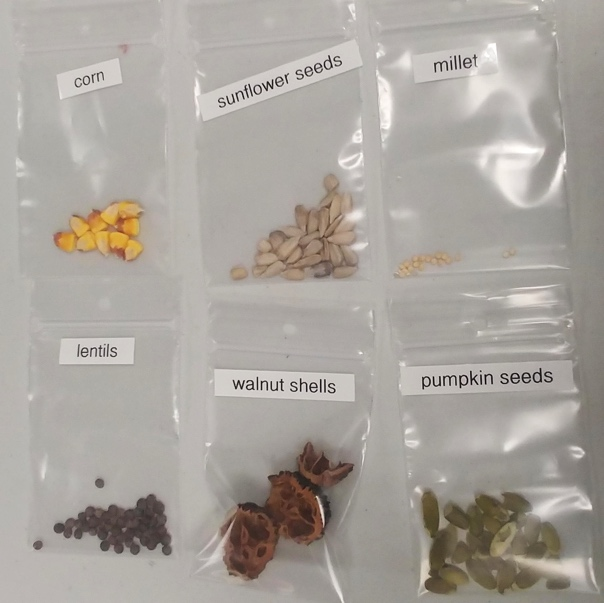 corn
sunflower seeds
millet
lentils
walnut shells
pumpkin seeds